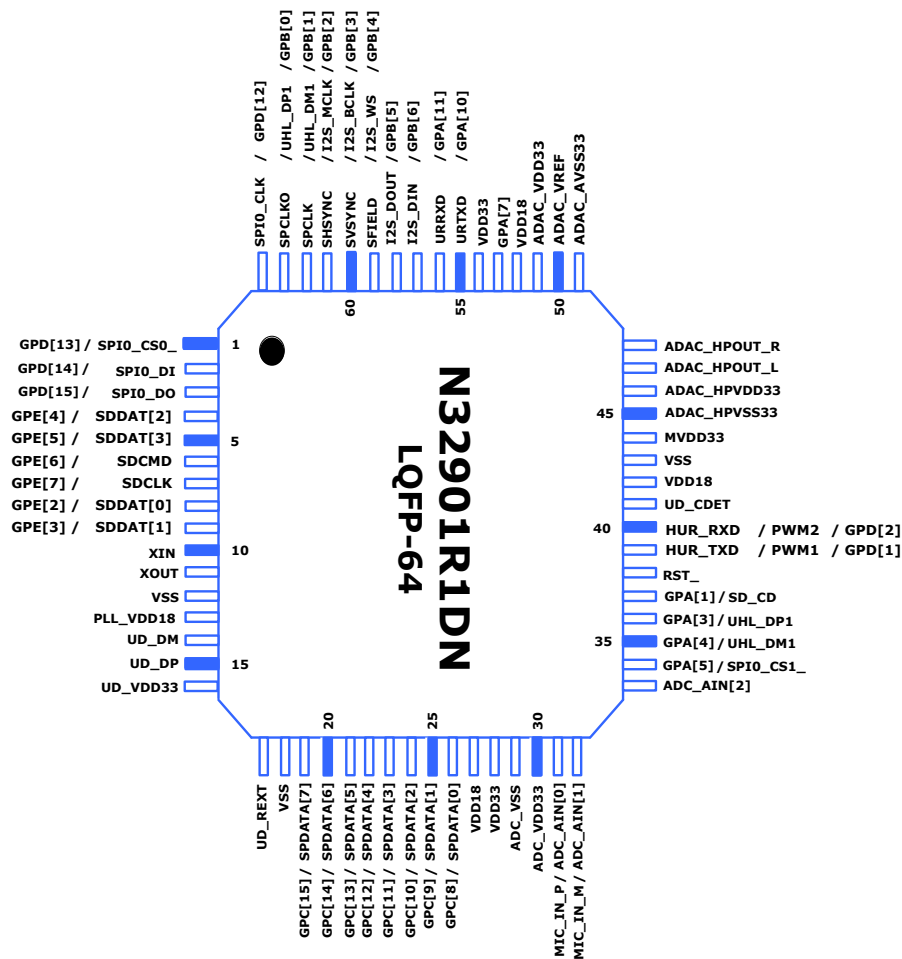 SPI0_CLK / GPD[12]
SPCLKO / UHL_DP1 / GPB[0]
SPCLK / UHL_DM1 / GPB[1]
SHSYNC / I2S_MCLK / GPB[2]
SVSYNC / I2S_BCLK / GPB[3]
SFIELD / I2S_WS / GPB[4]
I2S_DOUT / GPB[5]
I2S_DIN / GPB[6]
URRXD / GPA[11]
URTXD / GPA[10]
VDD33
GPA[7]
VDD18
ADAC_VDD33
ADAC_VREF
ADAC_AVSS33
60
55
50
GPD[13] / SPI0_CS0_
GPD[14] / SPI0_DI
GPD[15] / SPI0_DO
GPE[4] / SDDAT[2]
GPE[5] / SDDAT[3]
GPE[6] / SDCMD
GPE[7] / SDCLK
GPE[2] / SDDAT[0]
GPE[3] / SDDAT[1]
XIN
XOUT
VSS
PLL_VDD18
UD_DM
UD_DP
UD_VDD33
1
5
10
15
N32901R1DN
LQFP-64
45
40
35
ADAC_HPOUT_R
ADAC_HPOUT_L
ADAC_HPVDD33
ADAC_HPVSS33
MVDD33
VSS
VDD18
UD_CDET
HUR_RXD / PWM2 / GPD[2]
HUR_TXD / PWM1 / GPD[1]
RST_
GPA[1] / SD_CD
GPA[3] / UHL_DP1
GPA[4] / UHL_DM1
GPA[5] / SPI0_CS1_
ADC_AIN[2]
20
25
30
UD_REXT
VSS
GPC[15] / SPDATA[7]
GPC[14] / SPDATA[6]
GPC[13] / SPDATA[5]
GPC[12] / SPDATA[4]
GPC[11] / SPDATA[3]
GPC[10] / SPDATA[2]
GPC[9] / SPDATA[1]
GPC[8] / SPDATA[0]
VDD18
VDD33
ADC_VSS
ADC_VDD33
MIC_IN_P / ADC_AIN[0]
MIC_IN_M / ADC_AIN[1]